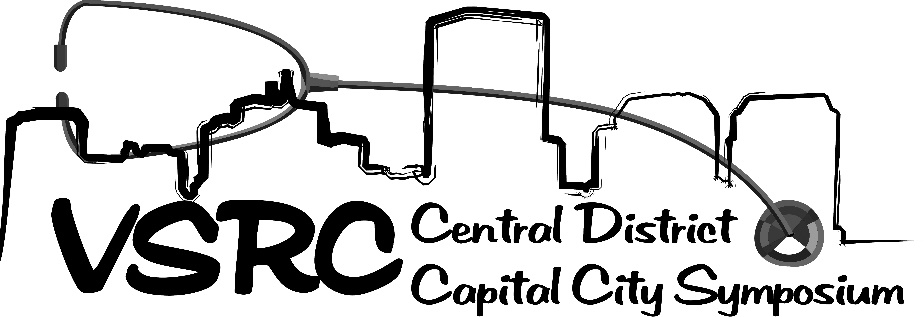 VSRC
Central District
Capital City Symposium